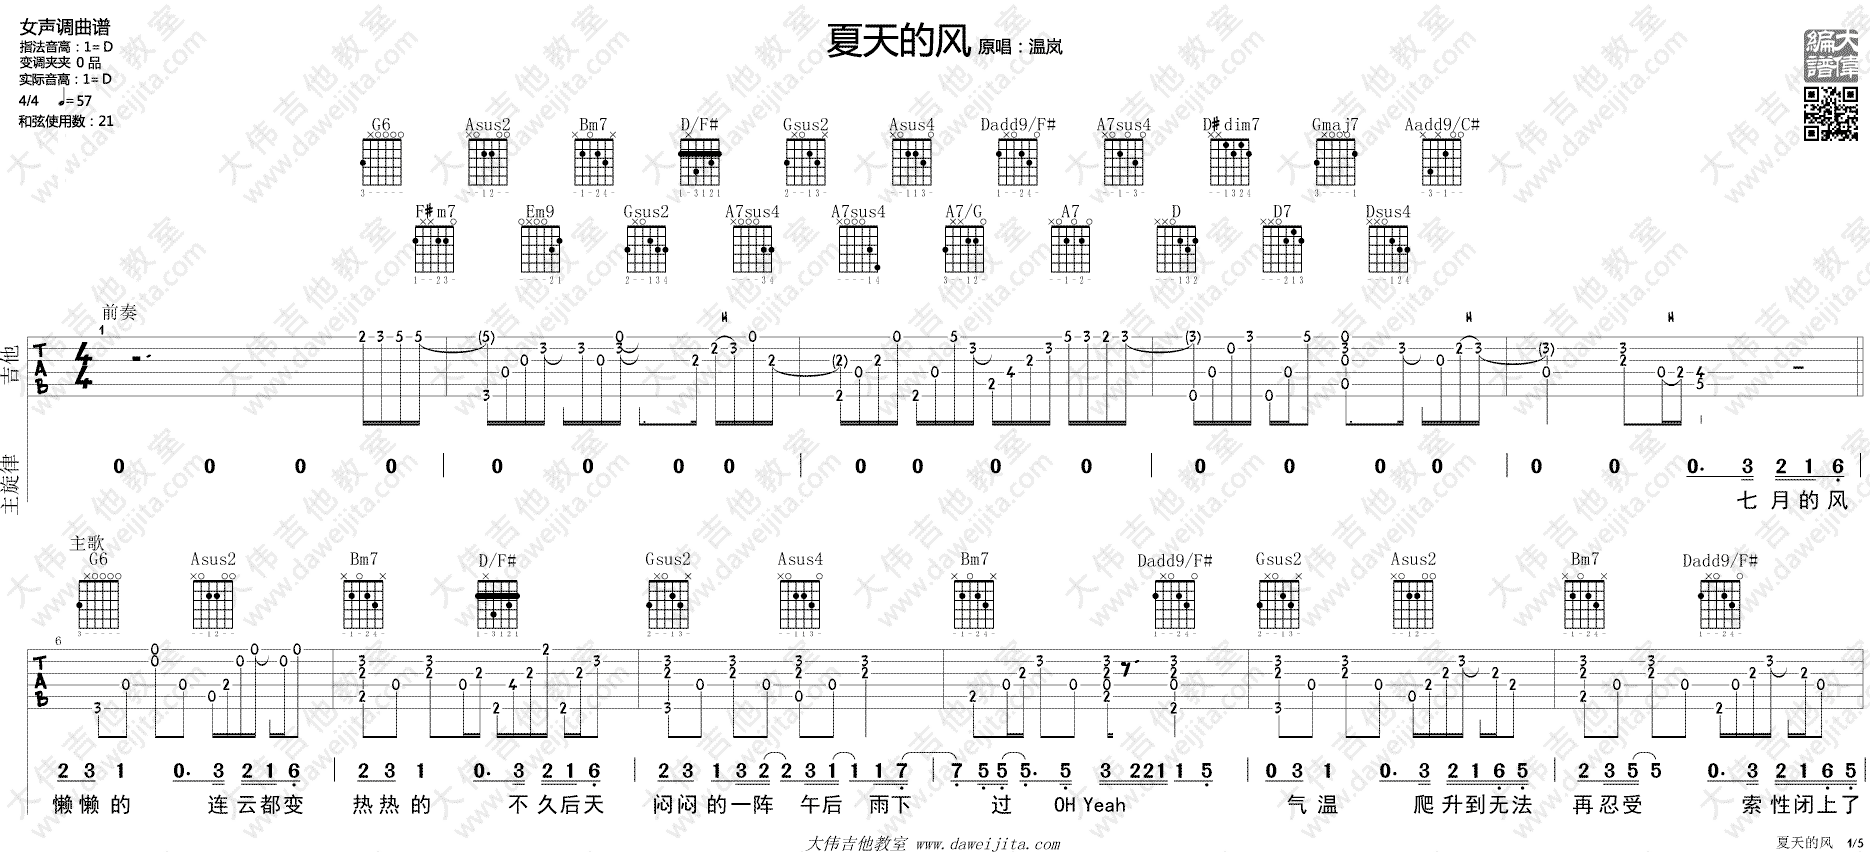 女声调曲谱
指法音高：1=D
变调夹夹 0 品
实际音高：1=D
4/4 ♩=57
和弦使用数：21
夏天的风 原唱：温岚
大偉編譜
G6 Asus2 Bm7 D/F# Gsus2 Asus4 Dadd9/F# A7sus4 D#dim7 Gmaj7 Aadd9/C#
F#m7 Em9 Gsus2 A7sus4 A7sus4 A7/G A7 D D7 Dsus4
前奏
吉他
TAB
4/4
H H H
主旋律
0 0 0 0 | 0 0 0 0 | 0 0 0 0 | 0 0 0 0 | 0 0 0. 3 2 1 6
七月的风
主歌
G6 Asus2 Bm7 D/F# Gsus2 Asus4 Bm7 Dadd9/F# Gsus2 Asus2 Bm7 Dadd9/F#
6
TAB
2 3 1 0. 3 2 1 6 | 2 3 1 0. 3 2 1 6 | 2 3 1 3 2 2 3 1 1 1 7 | 7 5 5 5. 5 3 2 2 1 1 5 | 0 3 1 0. 3 2 1 6 5 | 2 3 5 5 0. 3 2 1 6 5
懒懒的 连云都变 热热的 不久后天 闷闷的一阵 午后 雨下 过 OH Yeah 气温 爬升到无法 再忍受 索性闭上了
大伟吉他教室 www.daweijita.com
夏天的风 1/5